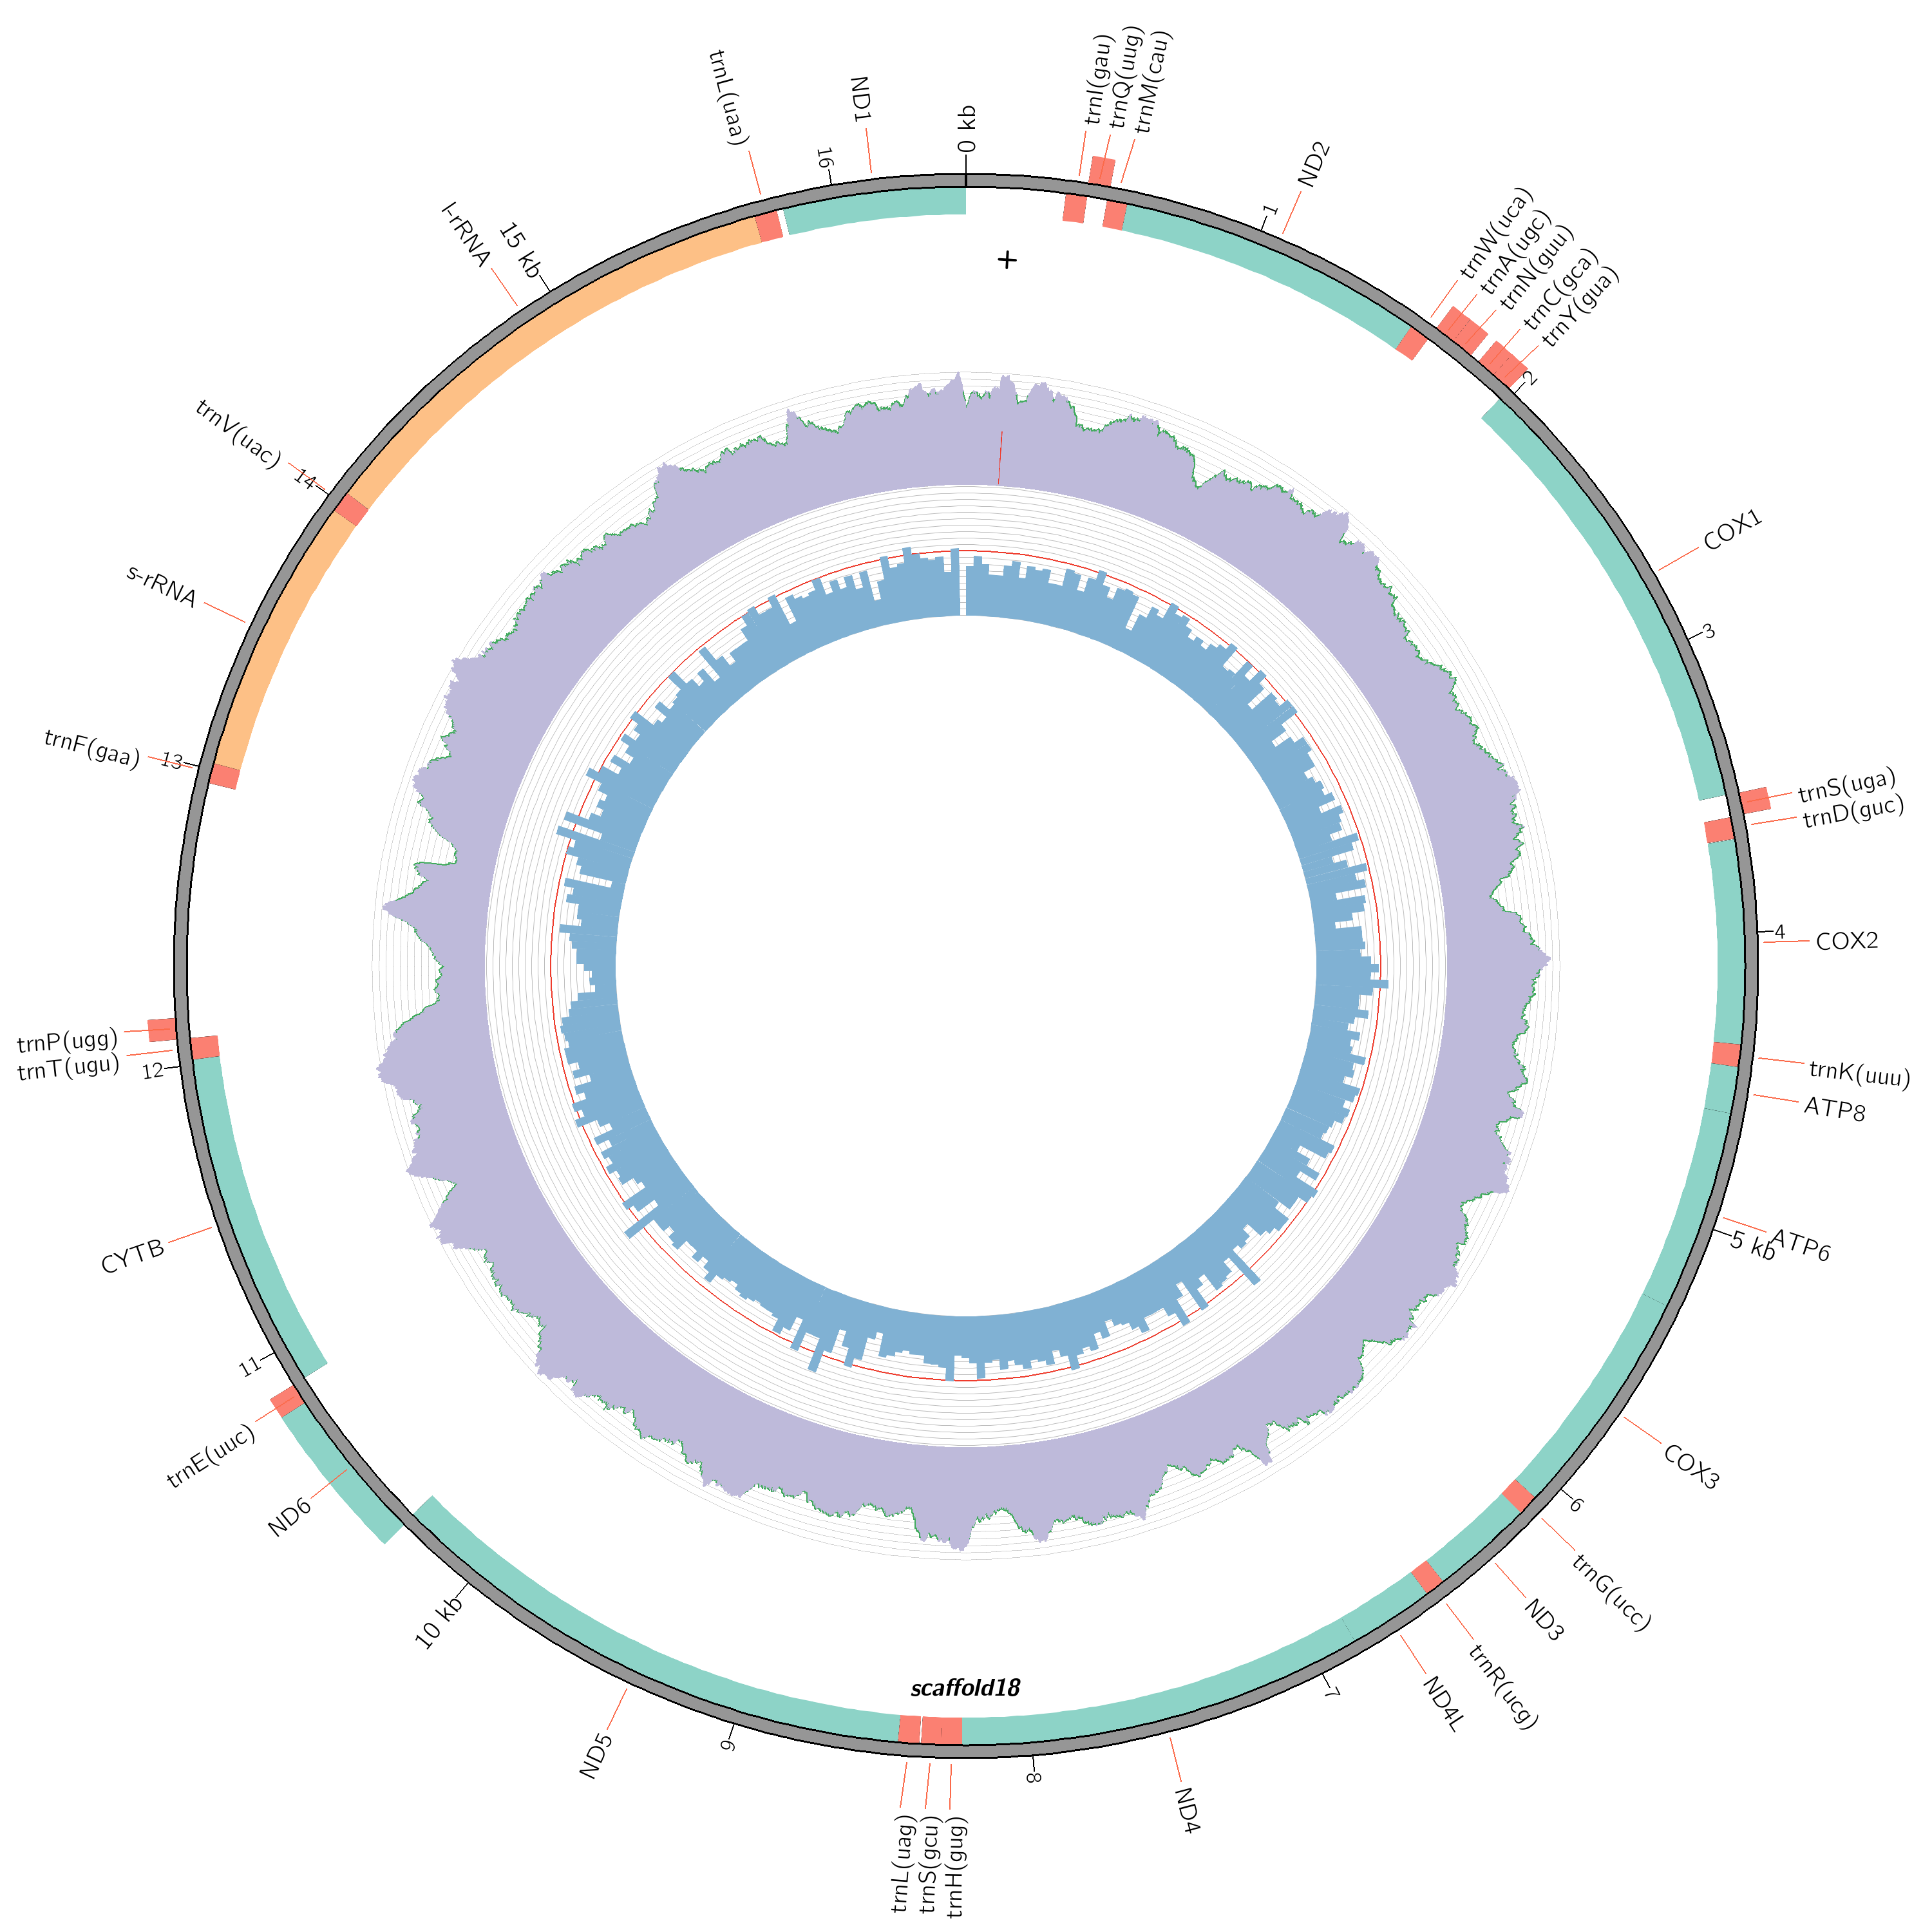 0 kb
trnI(gau)
trnQ(uug)
trnM(cau)
1
ND2
trnW(uca)
trnA(ugc)
trnN(guu)
trnC(gca)
trnY(gua)
2
COX1
3
trnS(uga)
trnD(guc)
4
COX2
trnK(uuu)
ATP8
ATP6
5 kb
COX3
6
trnG(ucc)
ND3
trnR(ucg)
ND4L
7
ND4
8
trnH(gug)
trnS(gcu)
trnL(uag)
9
ND5
10 kb
ND6
trnE(uuc)
11
CYTB
12
trnT(ugu)
trnP(ugg)
13
trnF(gaa)
s-rRNA
14
trnV(uac)
15 kb
l-rRNA
trnL(uaa)
16
ND1
+
scaffold18